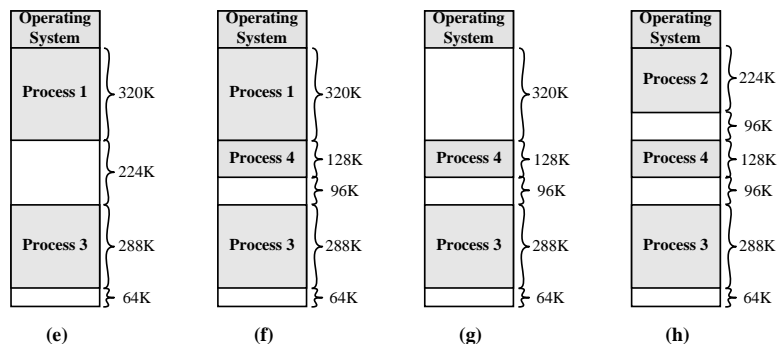 Operating
System
Process 1
320K
224K
Process 3
288K
64K
(e)
Operating
System
Process 1
320K
Process 4
128K
96K
Process 3
288K
64K
(f)
Operating
System
320K
Process 4
128K
96K
Process 3
288K
64K
(g)
Operating
System
Process 2
224K
96K
Process 4
128K
96K
Process 3
288K
64K
(h)